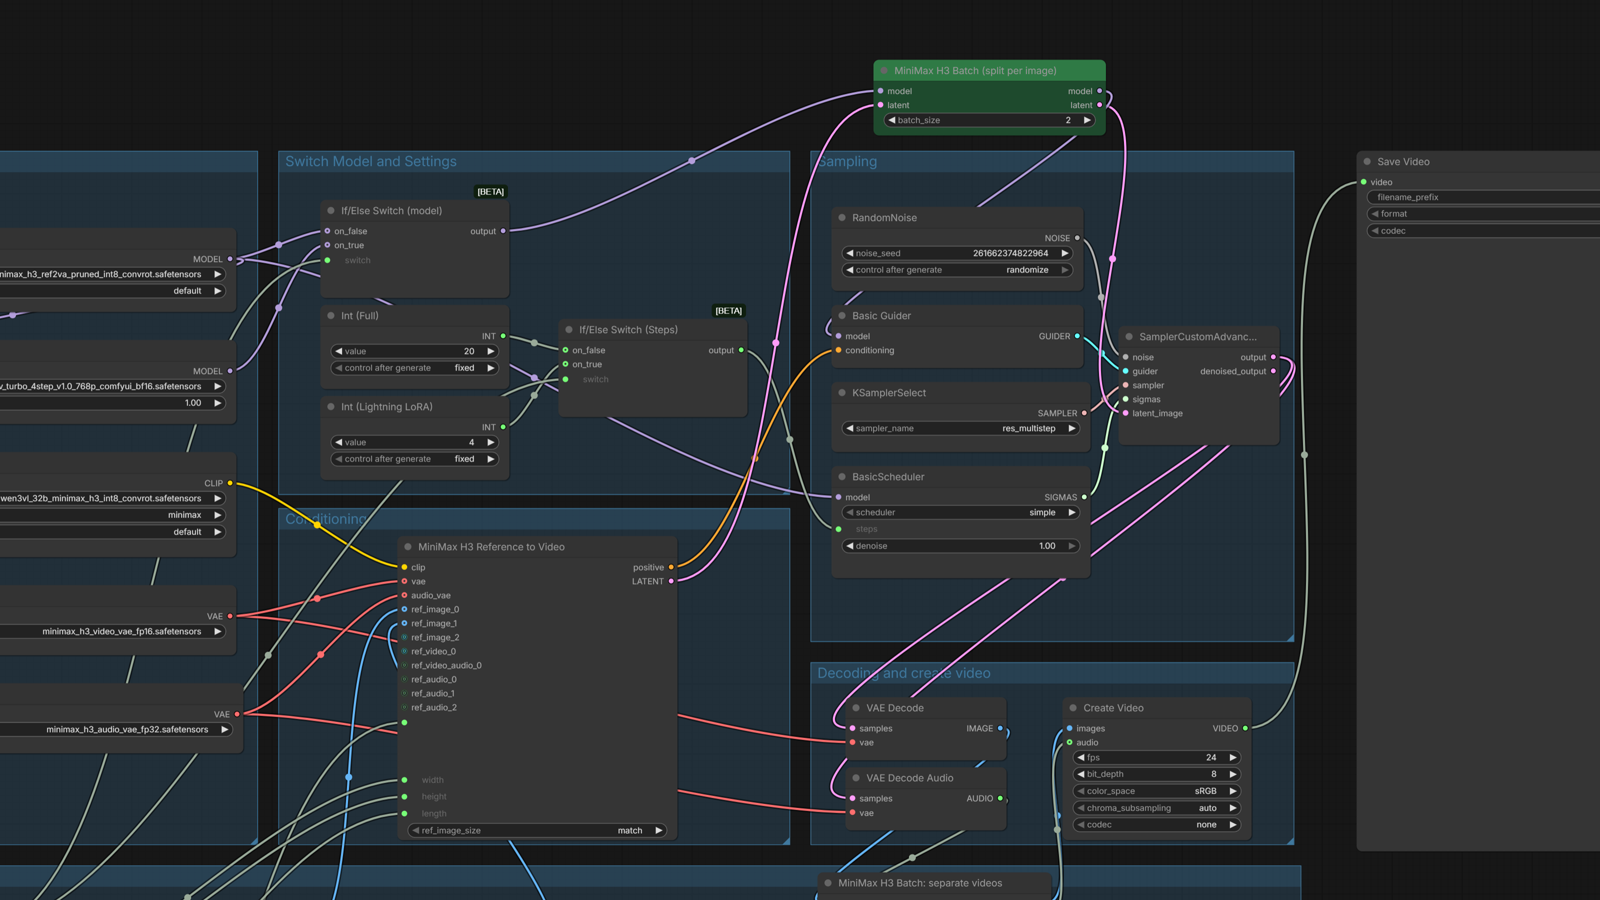 MiniMax H3 Batch (split per image)
model model
latent latent
batch_size 2
Switch Model and Settings
[BETA]
If/Else Switch (model)
on_false output
on_true
switch
MODEL
nimax_h3_ref2va_pruned_int8_convrot.safetensors
default
MODEL
v_turbo_4step_v1.0_768p_comfyui_bf16.safetensors
1.00
CLIP
wen3vl_32b_minimax_h3_int8_convrot.safetensors
minimax
default
VAE
minimax_h3_video_vae_fp16.safetensors
VAE
minimax_h3_audio_vae_fp32.safetensors
Int (Full)
INT
value 20
control after generate fixed
Int (Lightning LoRA)
INT
value 4
control after generate fixed
[BETA]
If/Else Switch (Steps)
on_false output
on_true
switch
Conditioning
MiniMax H3 Reference to Video
clip positive
vae LATENT
audio_vae
ref_image_0
ref_image_1
ref_image_2
ref_video_0
ref_video_audio_0
ref_audio_0
ref_audio_1
ref_audio_2
width
height
length
ref_image_size match
Sampling
RandomNoise
NOISE
noise_seed 261662374822964
control after generate randomize
Basic Guider
model GUIDER
conditioning
KSamplerSelect
SAMPLER
sampler_name res_multistep
BasicScheduler
model SIGMAS
scheduler simple
steps
denoise 1.00
SamplerCustomAdvanc...
noise output
guider denoised_output
sampler
sigmas
latent_image
Decoding and create video
VAE Decode
samples IMAGE
vae
VAE Decode Audio
samples AUDIO
vae
Create Video
images VIDEO
audio
fps 24
bit_depth 8
color_space sRGB
chroma_subsampling auto
codec none
MiniMax H3 Batch: separate videos
Save Video
video
filename_prefix
format
codec